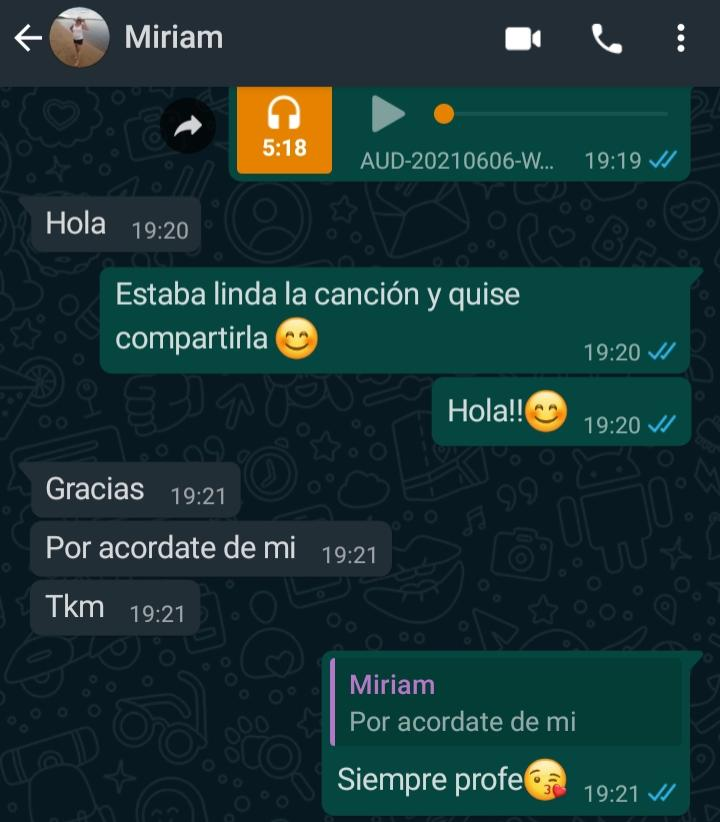 Miriam
5:18
AUD-20210606-W... 19:19
Hola 19:20
Estaba linda la canción y quise
compartirla 😊 19:20
Hola!!😊 19:20
Gracias 19:21
Por acordate de mi 19:21
Tkm 19:21
Miriam
Por acordate de mi
Siempre profe😘 19:21